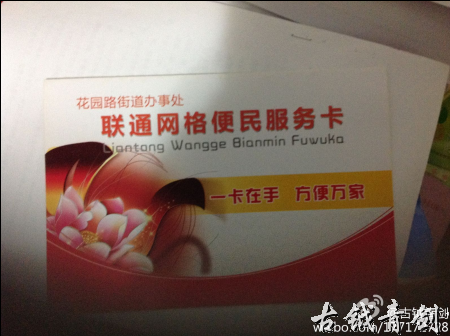 花园路街道办事处
联通网格便民服务卡
Liantong Wangge Bianmin Fuwuka
一卡在手 方便万家
古钺青剑